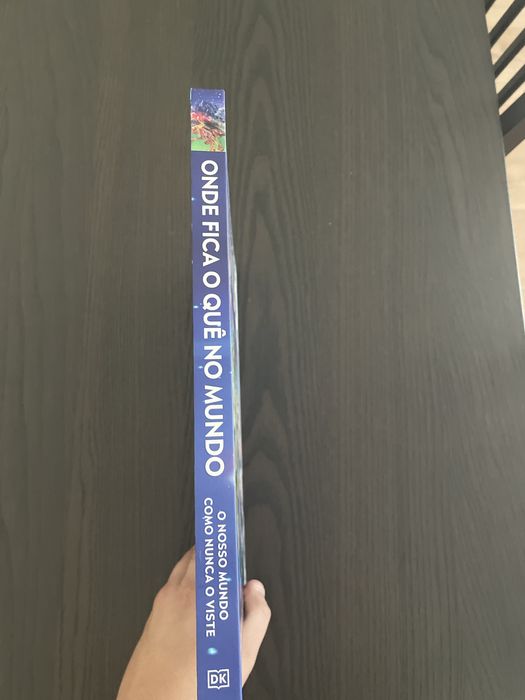 ONDE FICA O QUÊ NO MUNDO
O NOSSO MUNDO
COMO NUNCA O VISTE
DK